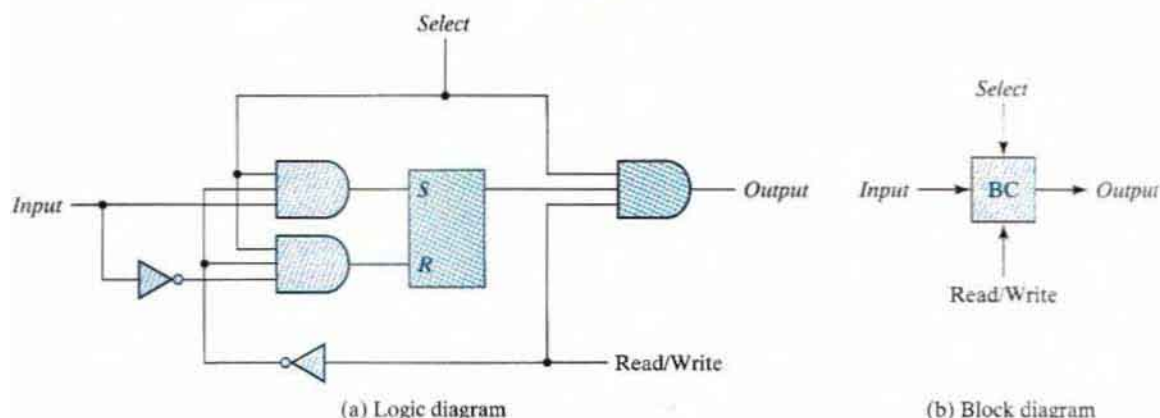 Select
Input
S
R
Output
Read/Write
(a) Logic diagram
Select
Input
BC
Output
Read/Write
(b) Block diagram